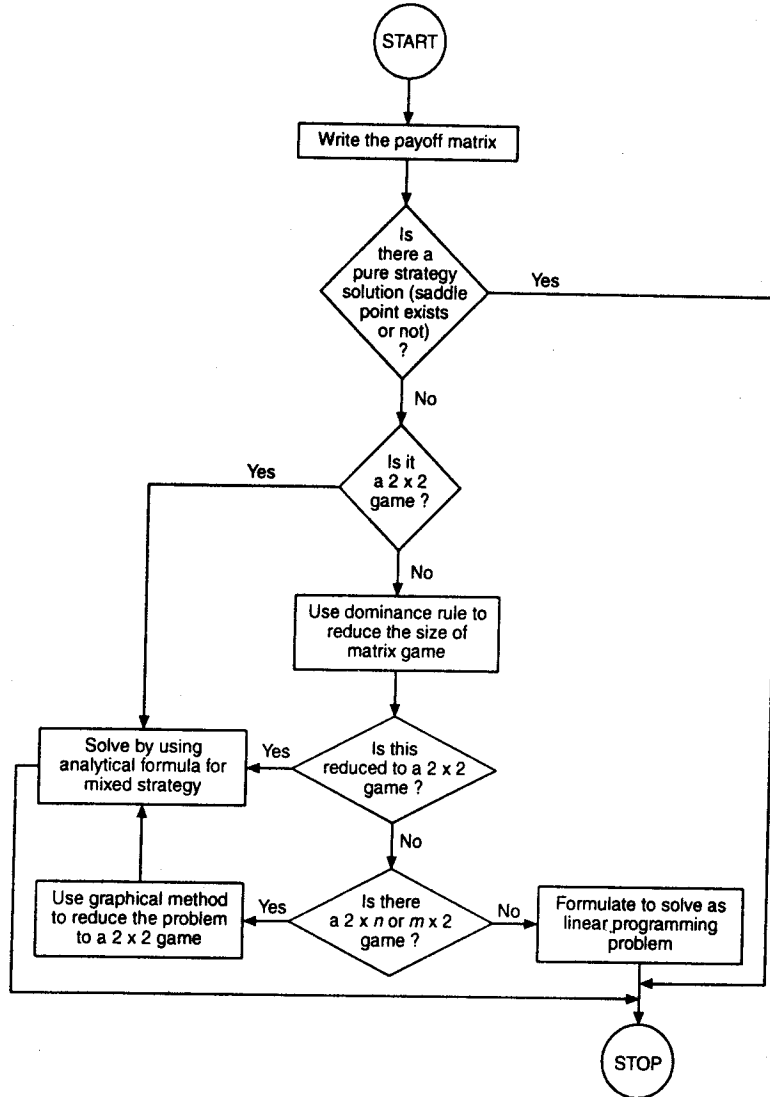 START
Write the payoff matrix
Is
there a
pure strategy
solution (saddle
point exists
or not)
?
Yes
No
Is it
a 2 x 2
game ?
Yes
No
Use dominance rule to
reduce the size of
matrix game
Is this
reduced to a 2 x 2
game ?
Yes
Solve by using
analytical formula for
mixed strategy
No
Is there
a 2 x n or m x 2
game ?
Yes
Use graphical method
to reduce the problem
to a 2 x 2 game
No
Formulate to solve as
linear programming
problem
STOP